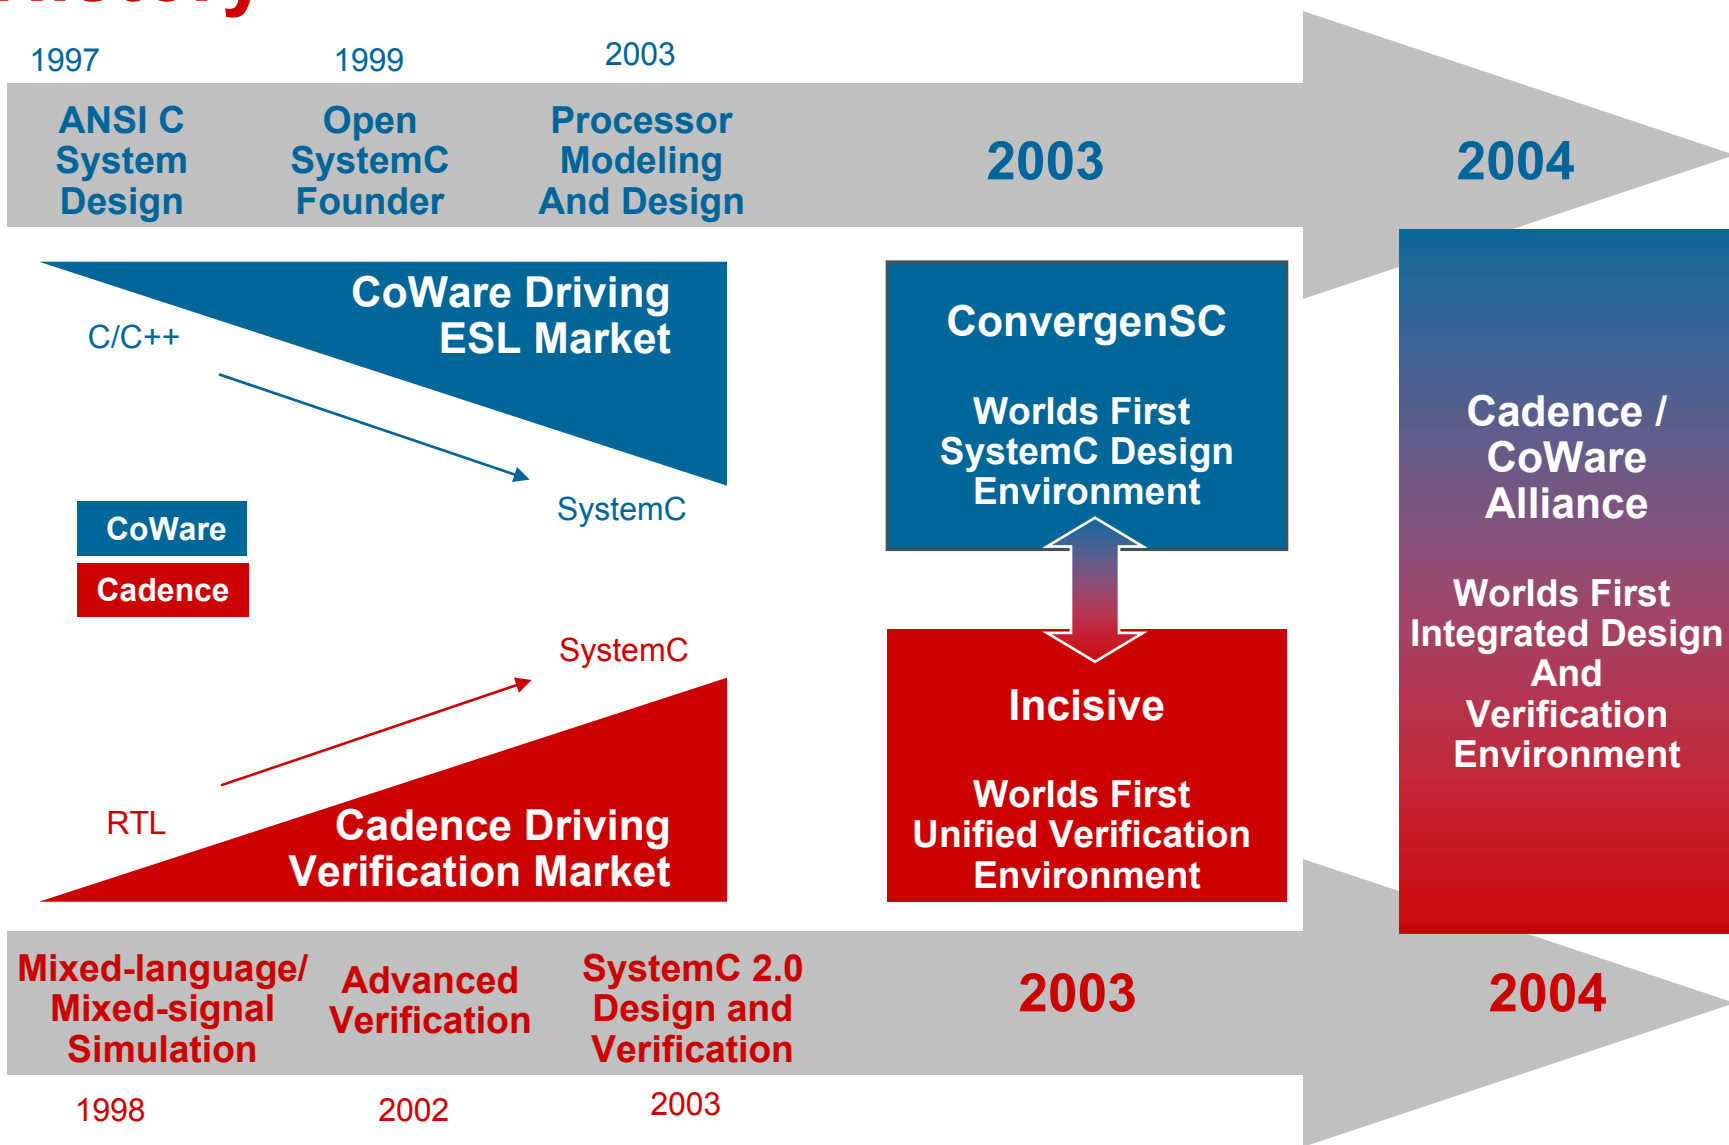 History
1997
1999
2003
ANSI C
System
Design
Open
SystemC
Founder
Processor
Modeling
And Design
2003
2004
CoWare Driving
ESL Market
C/C++
SystemC
CoWare
Cadence
SystemC
RTL
Cadence Driving
Verification Market
ConvergenSC
Worlds First
SystemC Design
Environment
Incisive
Worlds First
Unified Verification
Environment
Cadence /
CoWare
Alliance
Worlds First
Integrated Design
And
Verification
Environment
Mixed-language/
Mixed-signal
Simulation
Advanced
Verification
SystemC 2.0
Design and
Verification
2003
2004
1998
2002
2003